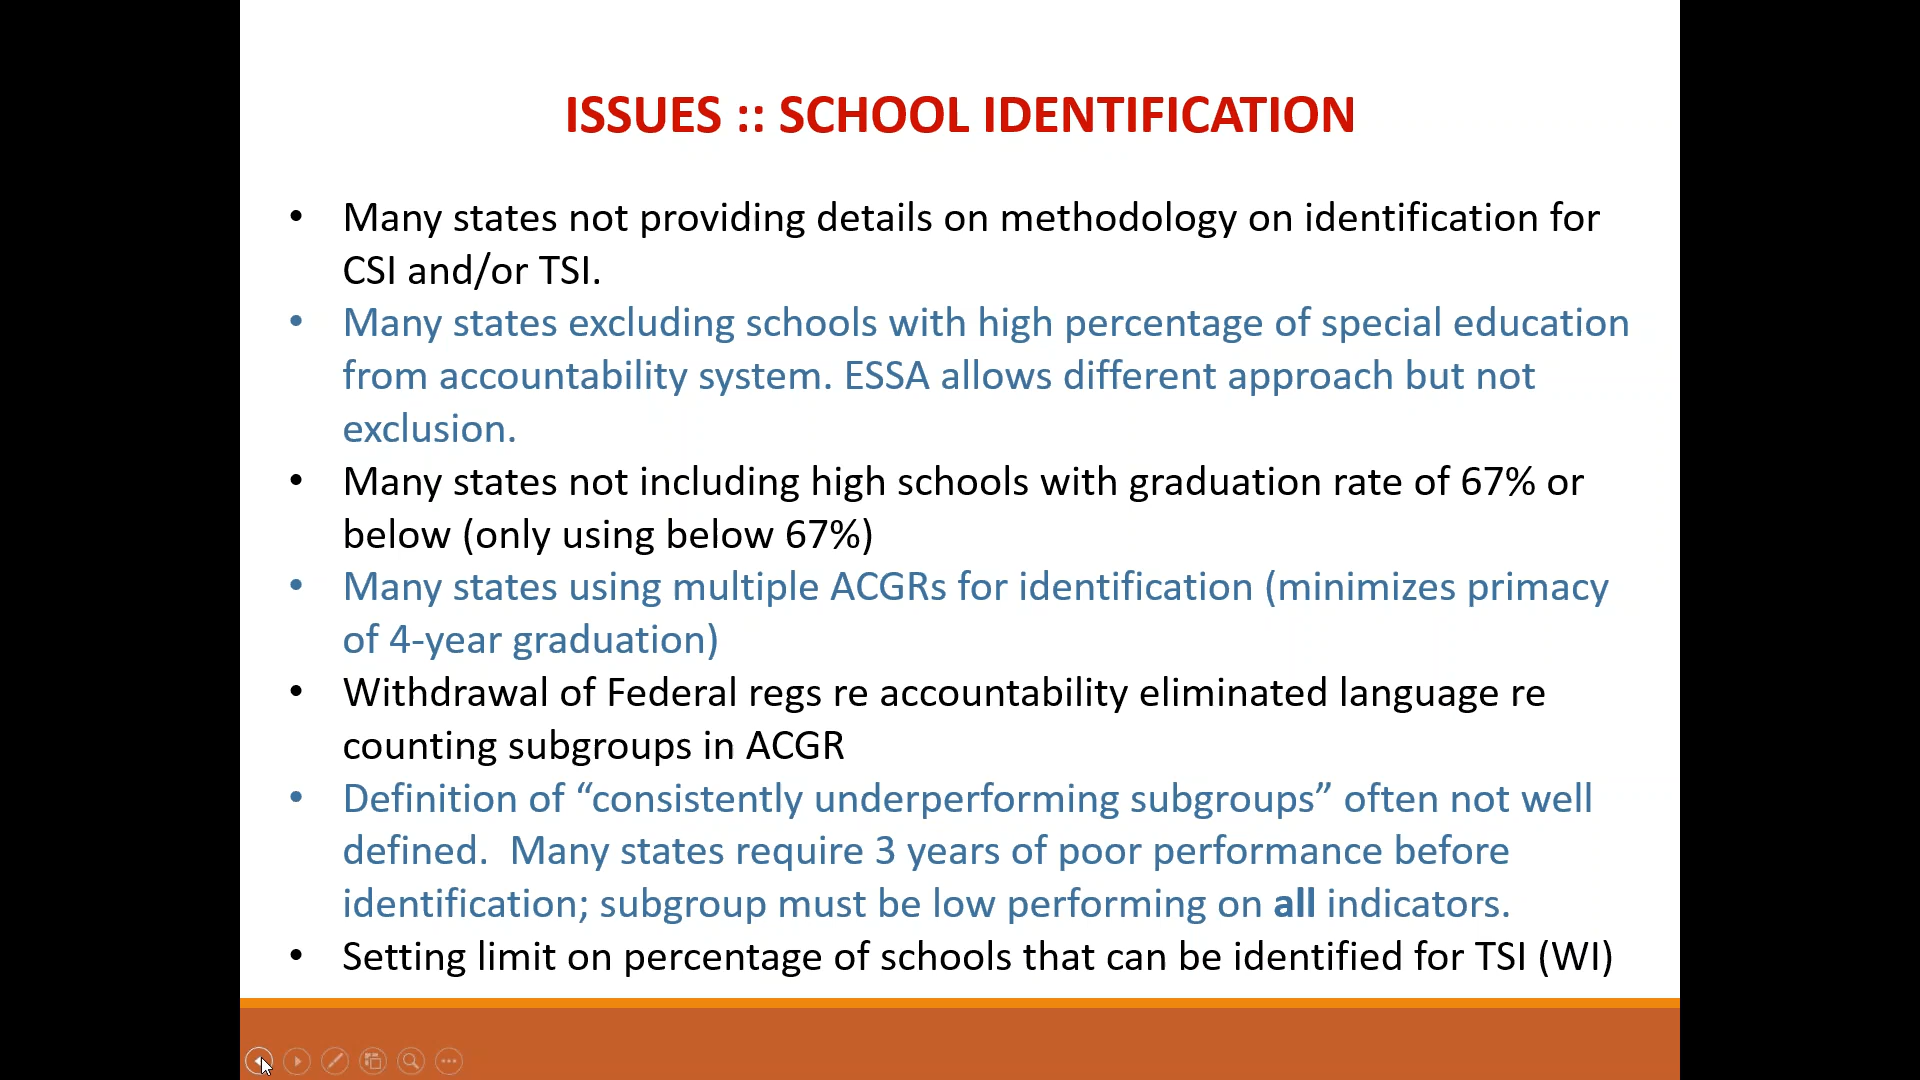 ISSUES :: SCHOOL IDENTIFICATION
• Many states not providing details on methodology on identification for
CSI and/or TSI.
• Many states excluding schools with high percentage of special education
from accountability system. ESSA allows different approach but not
exclusion.
• Many states not including high schools with graduation rate of 67% or
below (only using below 67%)
• Many states using multiple ACGRs for identification (minimizes primacy
of 4-year graduation)
• Withdrawal of Federal regs re accountability eliminated language re
counting subgroups in ACGR
• Definition of “consistently underperforming subgroups” often not well
defined.  Many states require 3 years of poor performance before
identification; subgroup must be low performing on all indicators.
• Setting limit on percentage of schools that can be identified for TSI (WI)